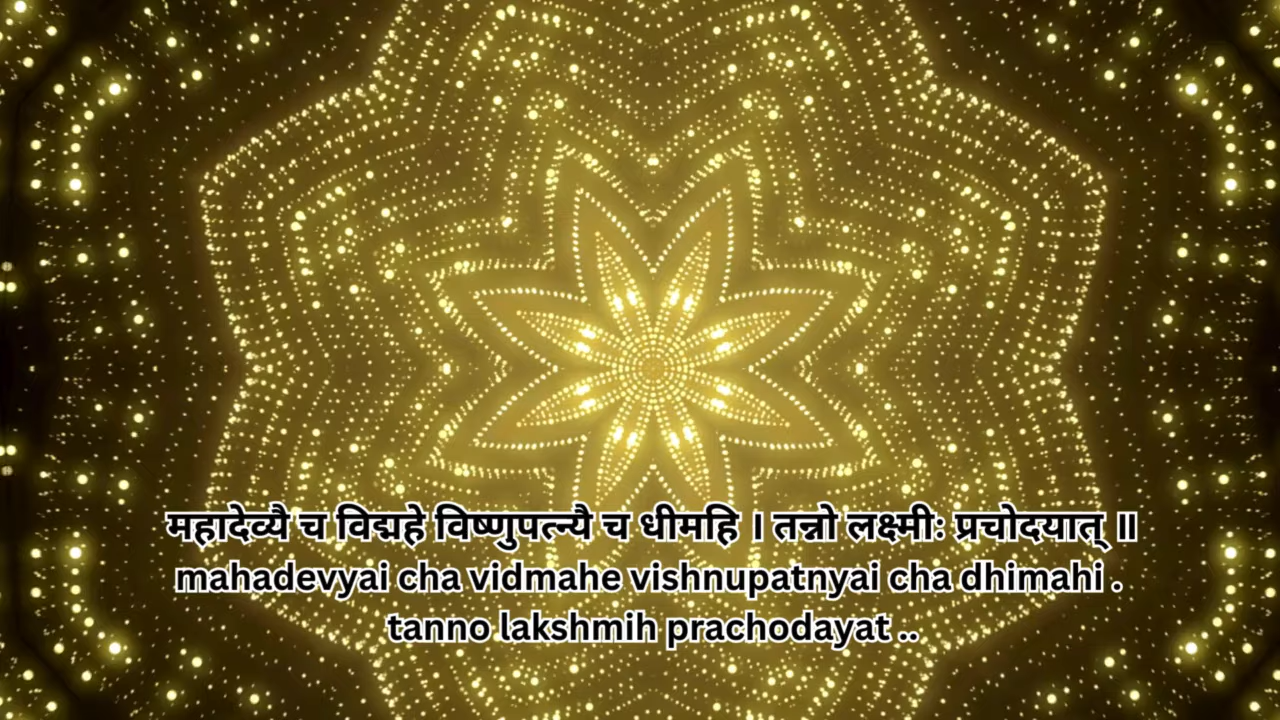 महादेव्यै च विद्महे विष्णुपत्न्यै च धीमहि । तन्नो लक्ष्मीः प्रचोदयात् ॥
mahadevyai cha vidmahe vishnupatnyai cha dhimahi .
tanno lakshmih prachodayat ..